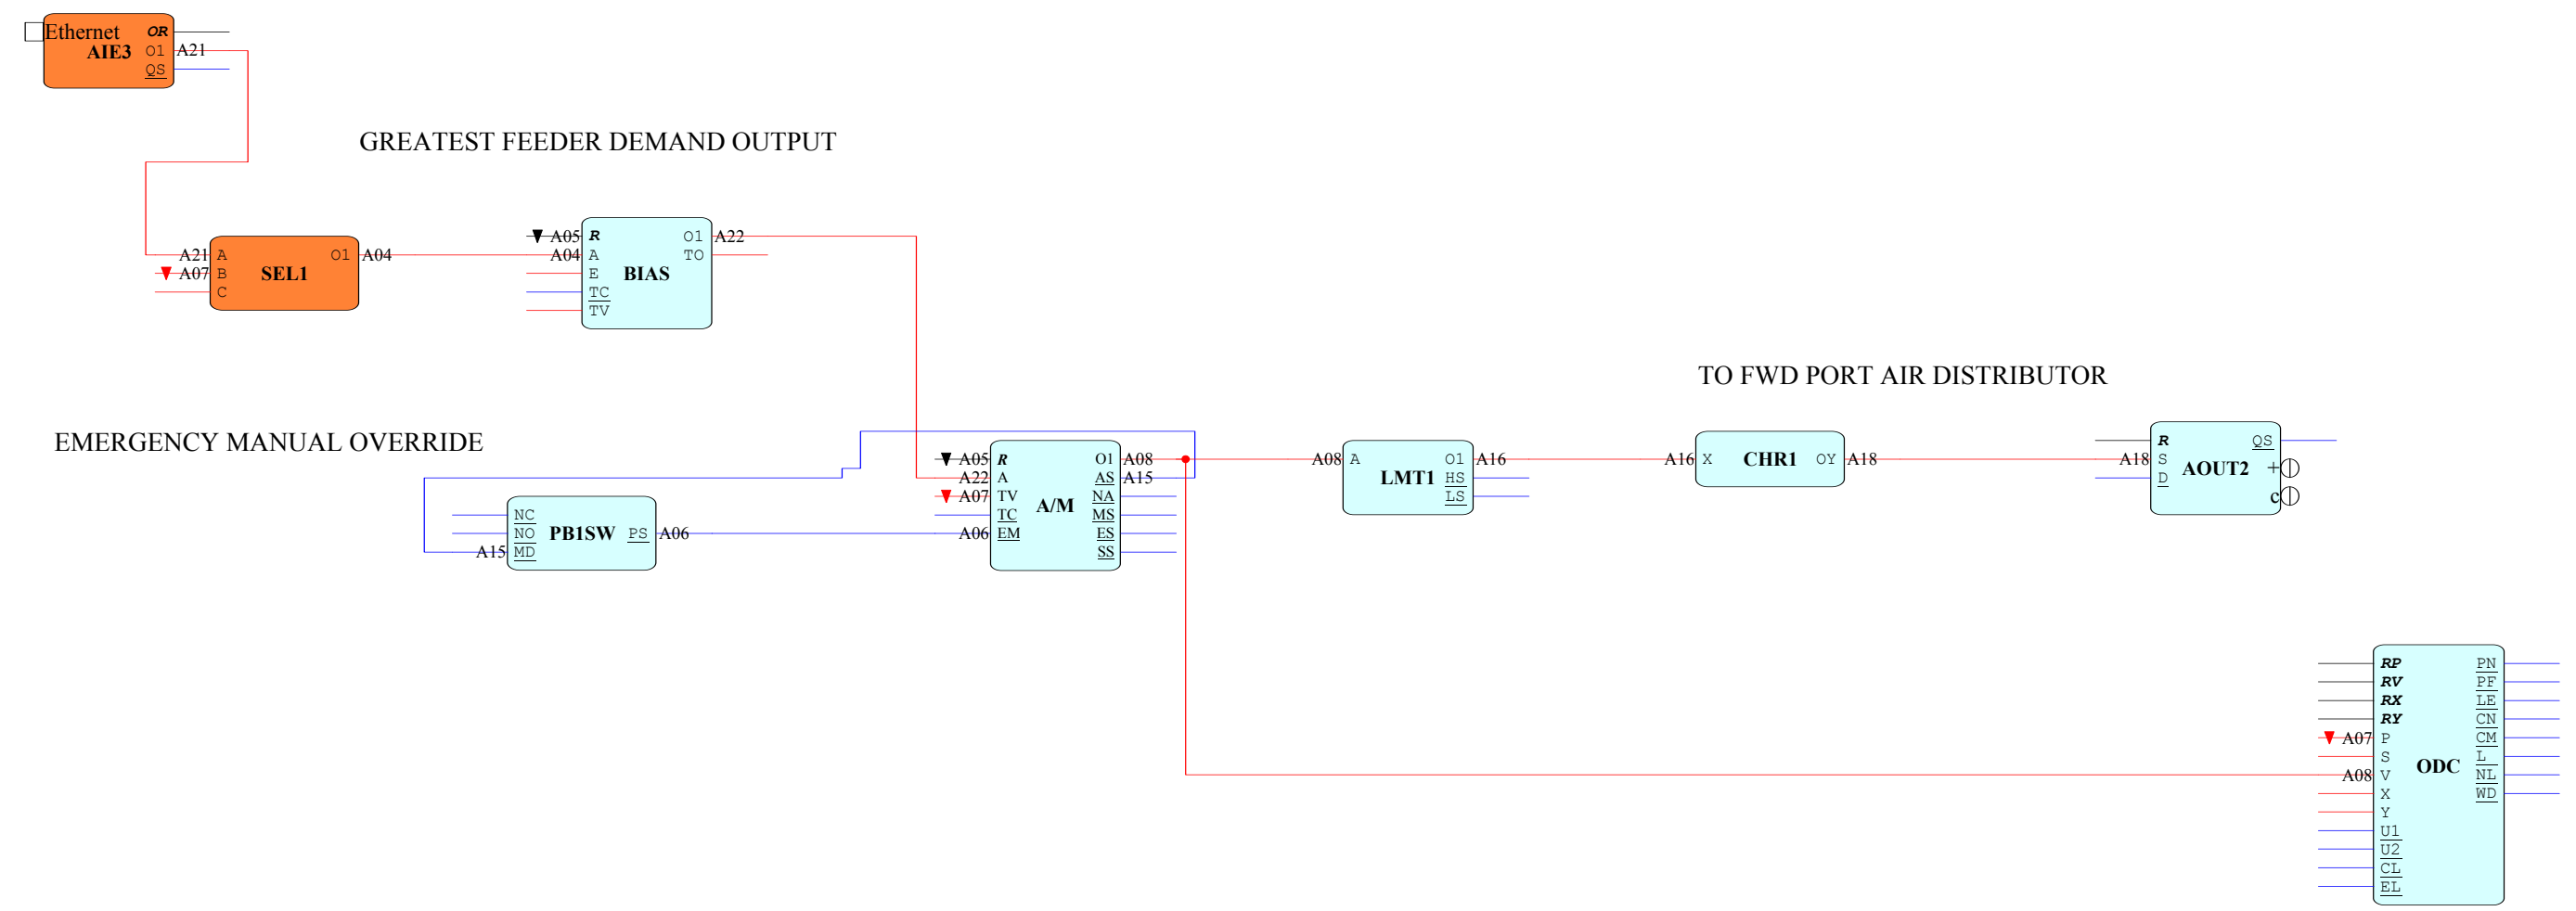 Ethernet OR
AIE3 O1 A21
QS
GREATEST FEEDER DEMAND OUTPUT
A21 A O1 A04
A07 B SEL1
C
A05 R O1 A22
A04 A TO
E BIAS
TC
TV
TO FWD PORT AIR DISTRIBUTOR
EMERGENCY MANUAL OVERRIDE
NC
NO PB1SW PS A06
A15 MD
A05 R O1 A08
A22 A AS A15
A07 TV NA
A/M
TC MS
A06 EM ES
SS
A08 A O1 A16
LMT1 HS
LS
A16 X CHR1 OY A18
R QS
A18 S AOUT2 +
D
c
RP PN
RV PF
RX LE
RY CN
A07 P CM
S L
ODC
A08 V NL
X WD
Y
U1
U2
CL
EL